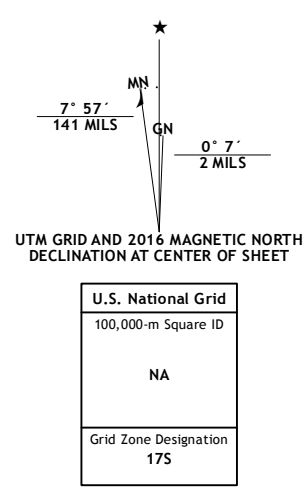 ★
MN
7° 57´
141 MILS
GN
0° 7´
2 MILS
UTM GRID AND 2016 MAGNETIC NORTH
DECLINATION AT CENTER OF SHEET
U.S. National Grid
100,000-m Square ID
NA
Grid Zone Designation
17S